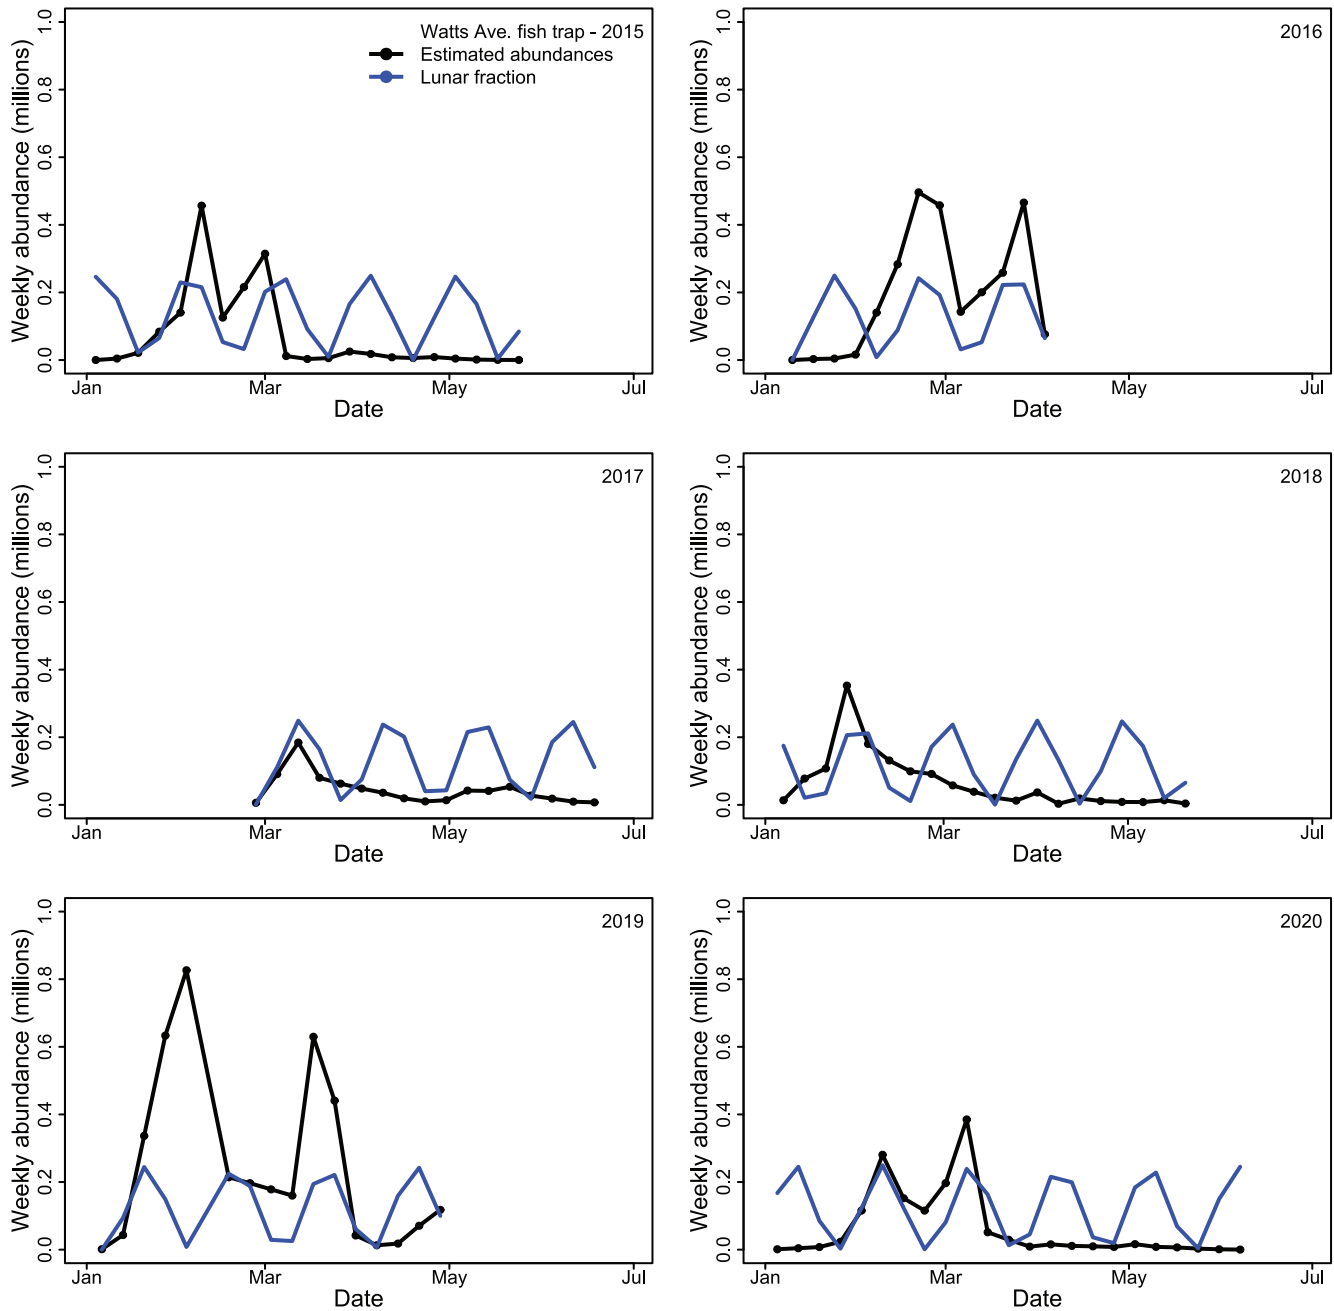 Watts Ave. fish trap - 2015
Estimated abundances
Lunar fraction
Weekly abundance (millions)
1.0
0.8
0.6
0.4
0.2
0.0
Jan
Mar
May
Jul
Date
2016
Weekly abundance (millions)
1.0
0.8
0.6
0.4
0.2
0.0
Jan
Mar
May
Jul
Date
2017
Weekly abundance (millions)
1.0
0.8
0.6
0.4
0.2
0.0
Jan
Mar
May
Jul
Date
2018
Weekly abundance (millions)
1.0
0.8
0.6
0.4
0.2
0.0
Jan
Mar
May
Jul
Date
2019
Weekly abundance (millions)
1.0
0.8
0.6
0.4
0.2
0.0
Jan
Mar
May
Jul
Date
2020
Weekly abundance (millions)
1.0
0.8
0.6
0.4
0.2
0.0
Jan
Mar
May
Jul
Date